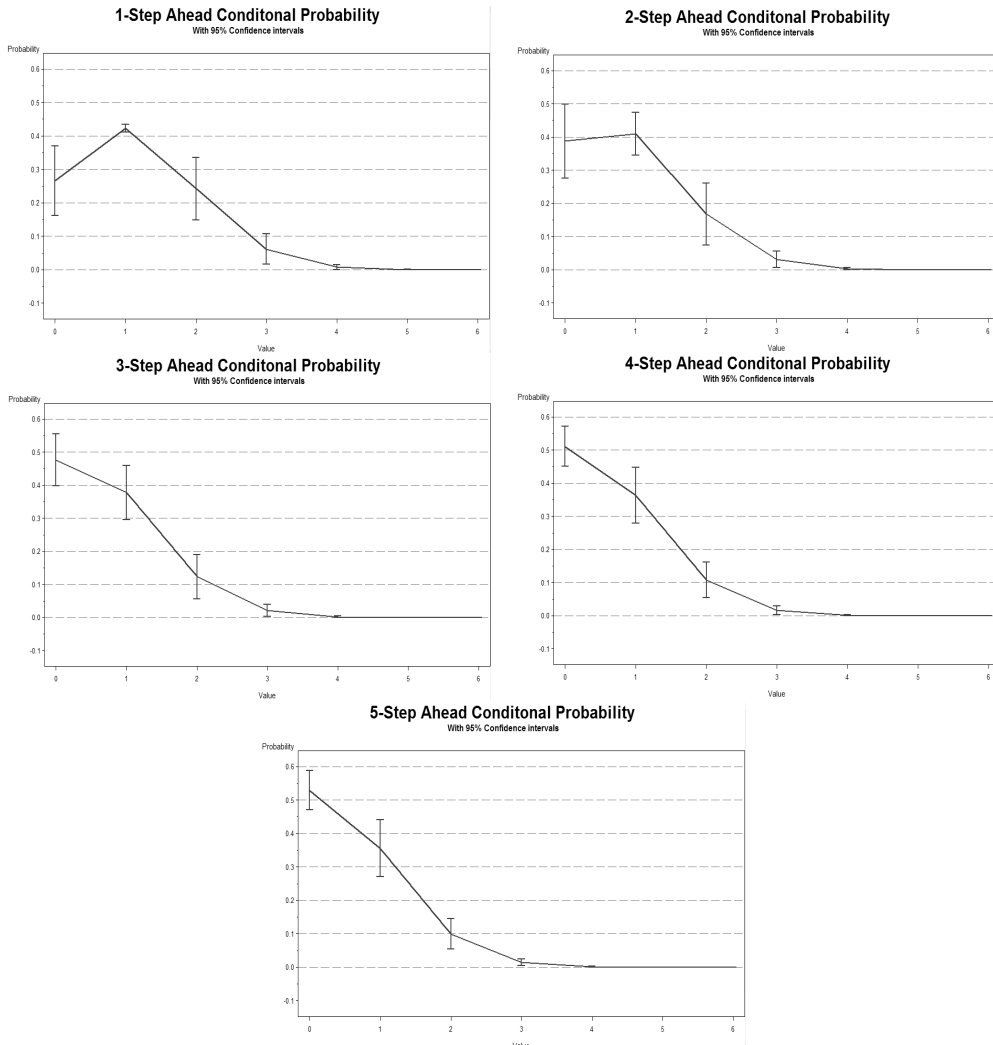 1-Step Ahead Conditonal Probability
With 95% Confidence intervals
Probability
0.6
0.5
0.4
0.3
0.2
0.1
0.0
-0.1
0 1 2 3 4 5 6
Value
2-Step Ahead Conditonal Probability
With 95% Confidence intervals
Probability
0.6
0.5
0.4
0.3
0.2
0.1
0.0
-0.1
0 1 2 3 4 5 6
Value
3-Step Ahead Conditonal Probability
With 95% Confidence intervals
Probability
0.6
0.5
0.4
0.3
0.2
0.1
0.0
-0.1
0 1 2 3 4 5 6
Value
4-Step Ahead Conditonal Probability
With 95% Confidence intervals
Probability
0.6
0.5
0.4
0.3
0.2
0.1
0.0
-0.1
0 1 2 3 4 5 6
Value
5-Step Ahead Conditonal Probability
With 95% Confidence intervals
Probability
0.6
0.5
0.4
0.3
0.2
0.1
0.0
-0.1
0 1 2 3 4 5 6